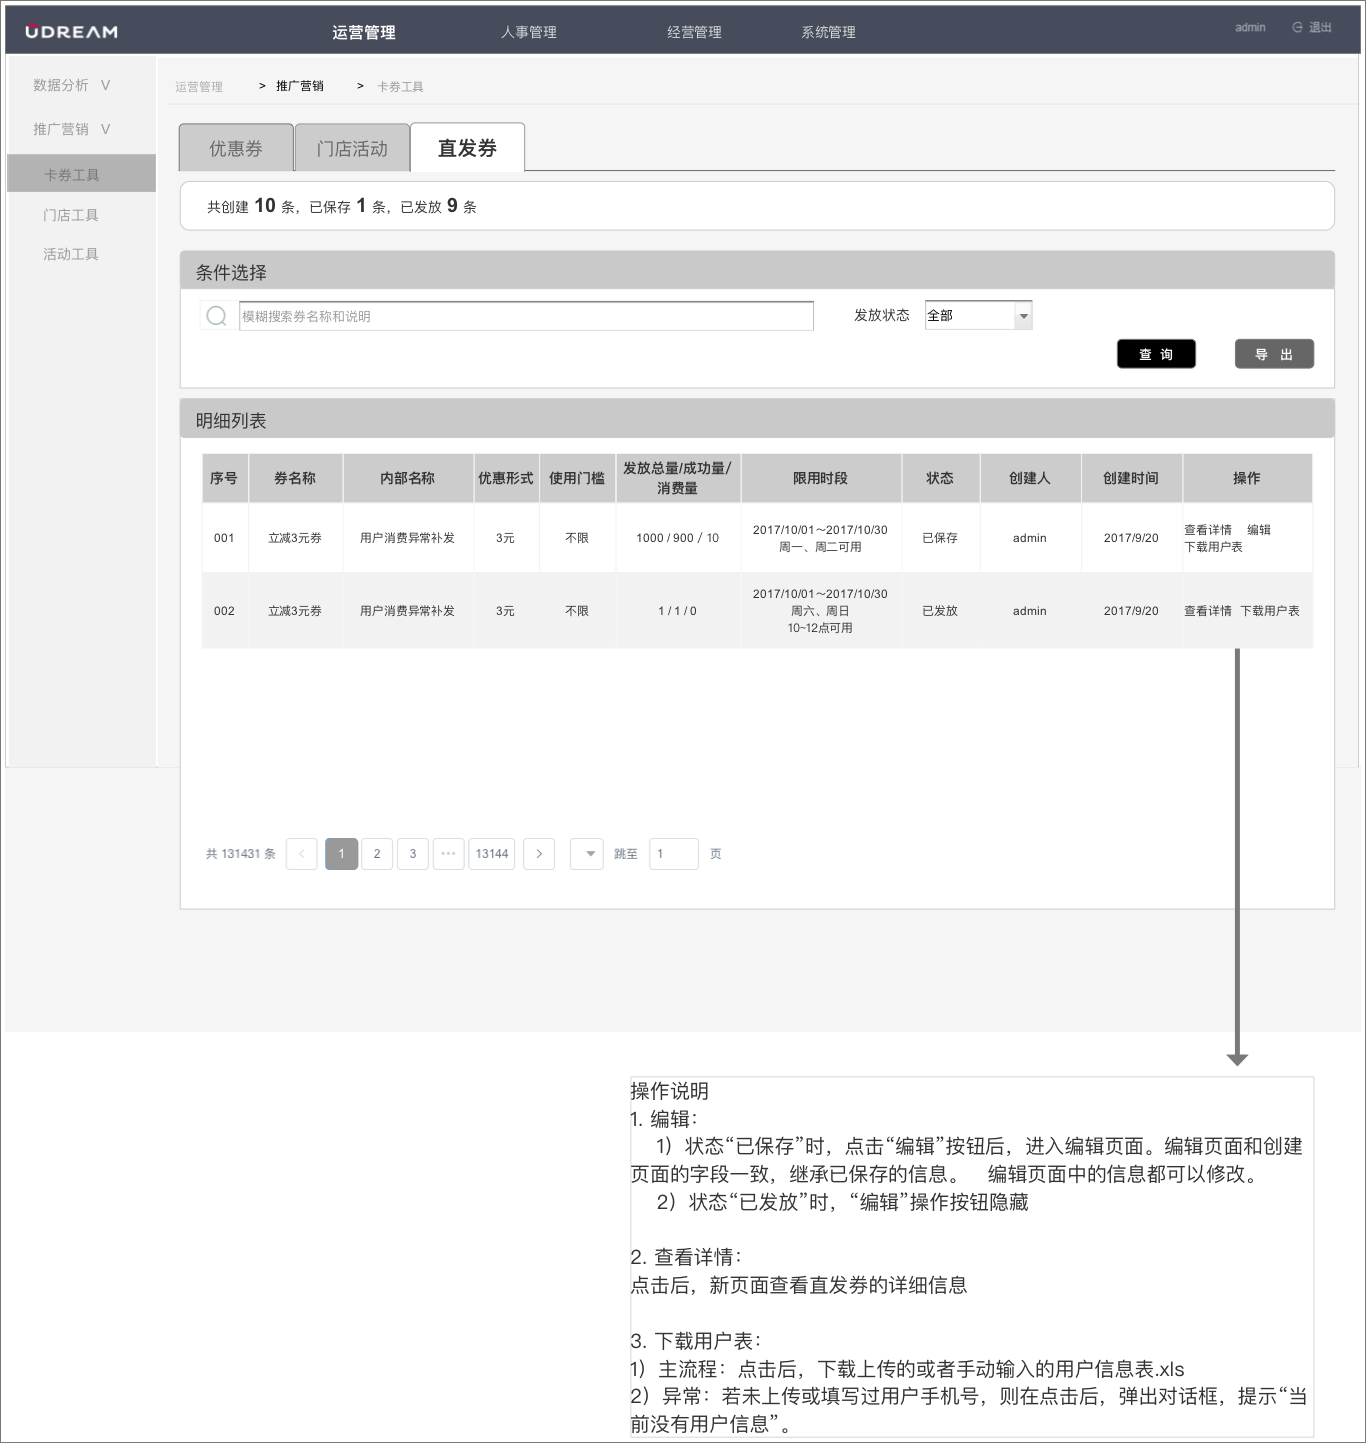 UDREAM 运营管理 人事管理 经营管理 系统管理 admin 退出
数据分析 V
推广营销 V
卡券工具
门店工具
活动工具
运营管理 > 推广营销 > 卡券工具
优惠券 门店活动 直发券
共创建 10 条，已保存 1 条，已发放 9 条
条件选择
模糊搜索券名称和说明 发放状态 全部
查 询 导 出
明细列表
序号 券名称 内部名称 优惠形式 使用门槛 发放总量/成功量/ 限用时段 状态 创建人 创建时间 操作
消费量
001 立减3元券 用户消费异常补发 3元 不限 1000 / 900 / 10 2017/10/01～2017/10/30 已保存 admin 2017/9/20 查看详情 编辑
周一、周二可用 下载用户表
002 立减3元券 用户消费异常补发 3元 不限 1 / 1 / 0 2017/10/01～2017/10/30 已发放 admin 2017/9/20 查看详情 下载用户表
周六、周日
10~12点可用
共 131431 条 < 1 2 3 ··· 13144 > 跳至 1 页
操作说明
1. 编辑：
1）状态“已保存”时，点击“编辑”按钮后，进入编辑页面。编辑页面和创建
页面的字段一致，继承已保存的信息。 编辑页面中的信息都可以修改。
2）状态“已发放”时，“编辑”操作按钮隐藏
2. 查看详情：
点击后，新页面查看直发券的详细信息
3. 下载用户表：
1）主流程：点击后，下载上传的或者手动输入的用户信息表.xls
2）异常：若未上传或填写过用户手机号，则在点击后，弹出对话框，提示“当
前没有用户信息”。